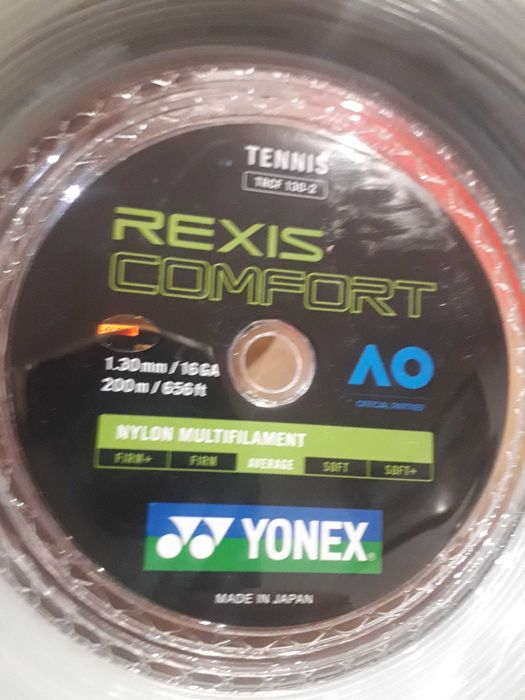 TENNIS
TRCF 130-2
REXIS
COMFORT
1.30mm/16GA
200m/656ft
AO
OFFICIAL PARTNER
NYLON MULTIFILAMENT
FIRM+ FIRM AVERAGE SOFT SOFT+
YONEX
MADE IN JAPAN